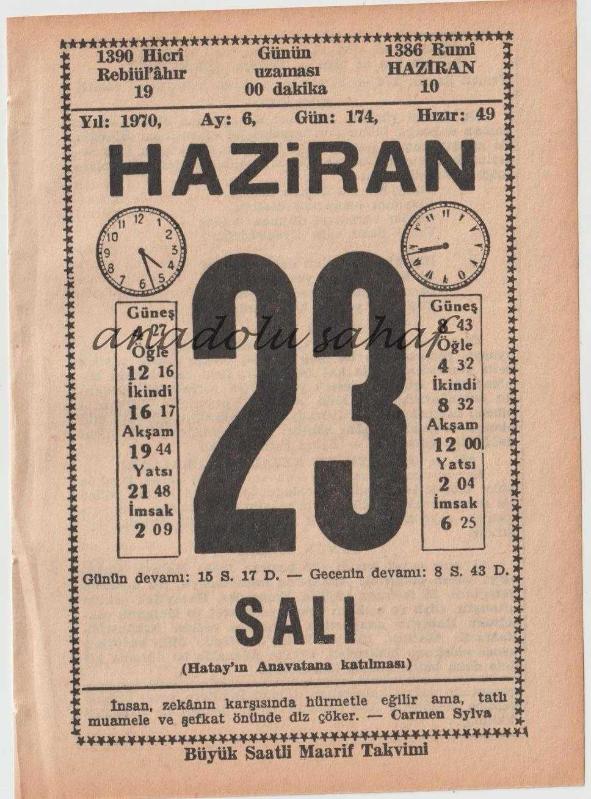 1390 Hicrî
Rebiül'âhır
19
Günün
uzaması
00 dakika
1386 Rumî
HAZİRAN
10
Yıl: 1970, Ay: 6, Gün: 174, Hızır: 49
HAZiRAN
23
Güneş
4 27
Öğle
12 16
İkindi
16 17
Akşam
19 44
Yatsı
21 48
İmsak
2 09
Güneş
8 43
Öğle
4 32
İkindi
8 32
Akşam
12 00
Yatsı
2 04
İmsak
6 25
anadolu sahaf
Günün devamı: 15 S. 17 D. — Gecenin devamı: 8 S. 43 D.
SALI
(Hatay'ın Anavatana katılması)
İnsan, zekânın karşısında hürmetle eğilir ama, tatlı
muamele ve şefkat önünde diz çöker. — Carmen Sylva
Büyük Saatli Maarif Takvimi